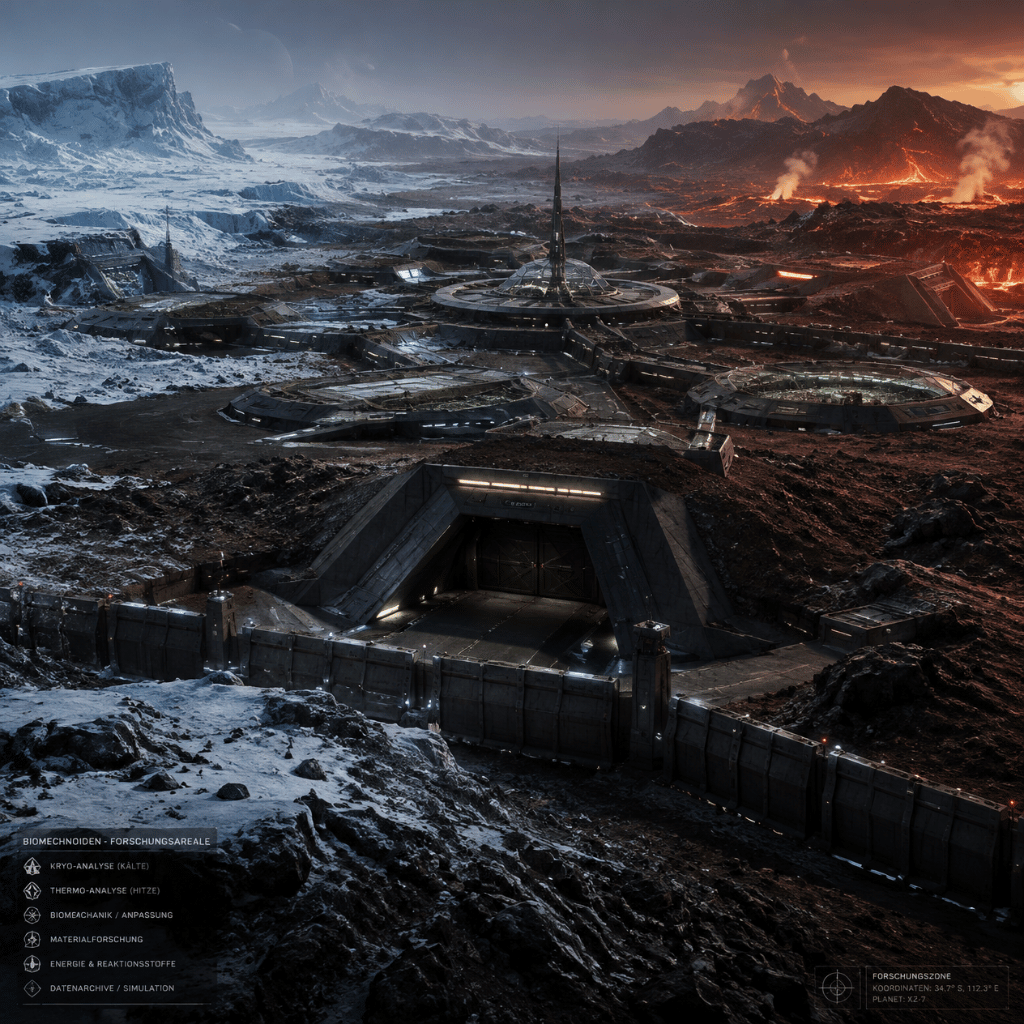 BIOMECHNOIDEN - FORSCHUNGSAREALE
KRYO-ANALYSE (KÄLTE)
THERMO-ANALYSE (HITZE)
BIOMECHANIK / ANPASSUNG
MATERIALFORSCHUNG
ENERGIE & REAKTIONSSTOFFE
DATENARCHIVE / SIMULATION
FORSCHUNGSZONE
KOORDINATEN: 34.7° S, 112.3° E
PLANET: X2-7